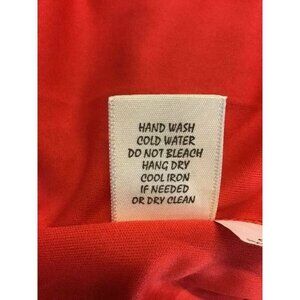 HAND WASH
COLD WATER
DO NOT BLEACH
HANG DRY
COOL IRON
IF NEEDED
OR DRY CLEAN